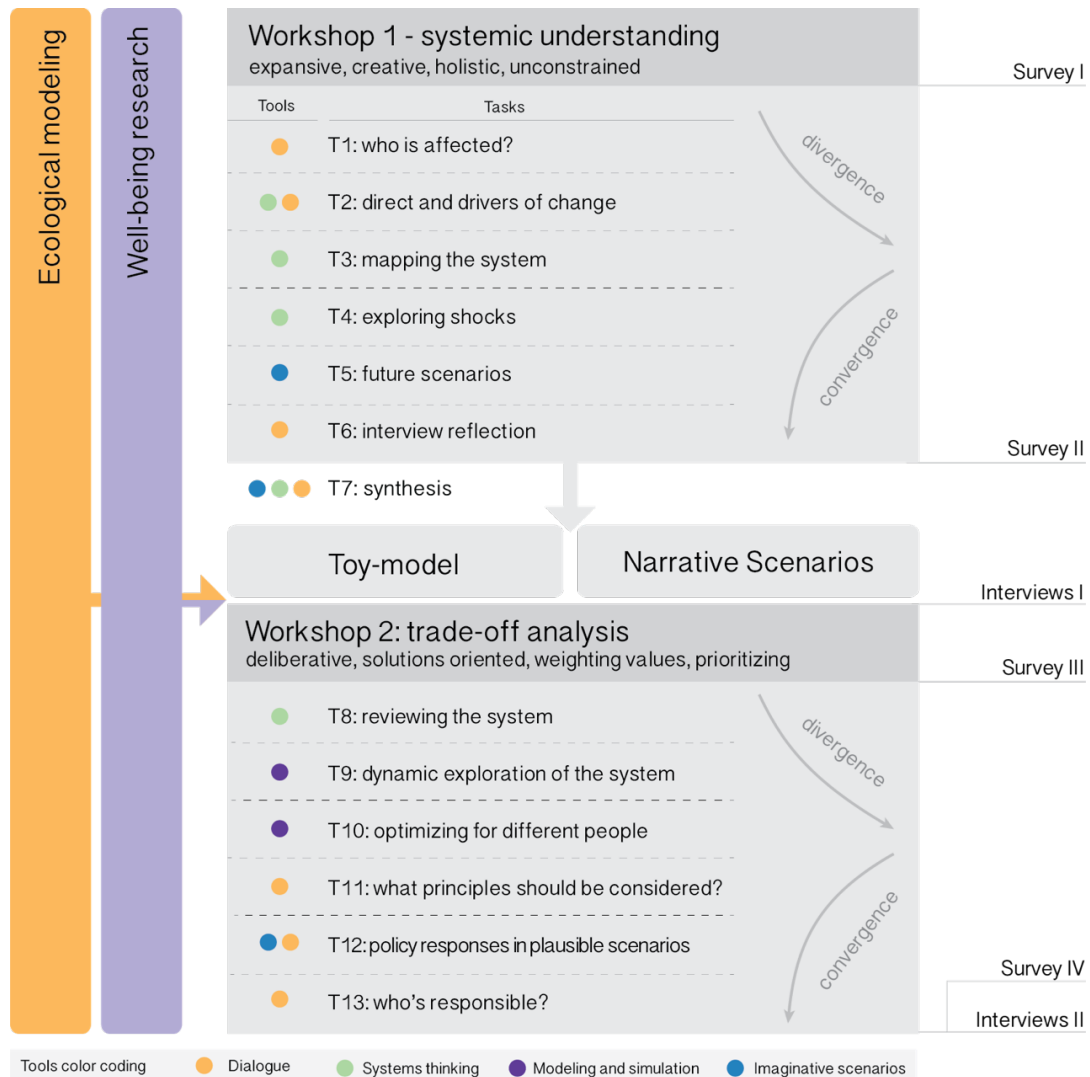 Ecological modeling
Well-being research
Workshop 1 - systemic understanding
expansive, creative, holistic, unconstrained
Survey I
Tools
Tasks
T1: who is affected?
divergence
T2: direct and drivers of change
T3: mapping the system
T4: exploring shocks
convergence
T5: future scenarios
T6: interview reflection
Survey II
T7: synthesis
Toy-model
Narrative Scenarios
Interviews I
Workshop 2: trade-off analysis
deliberative, solutions oriented, weighting values, prioritizing
Survey III
T8: reviewing the system
divergence
T9: dynamic exploration of the system
T10: optimizing for different people
T11: what principles should be considered?
convergence
T12: policy responses in plausible scenarios
Survey IV
T13: who's responsible?
Interviews II
Tools color coding
Dialogue
Systems thinking
Modeling and simulation
Imaginative scenarios